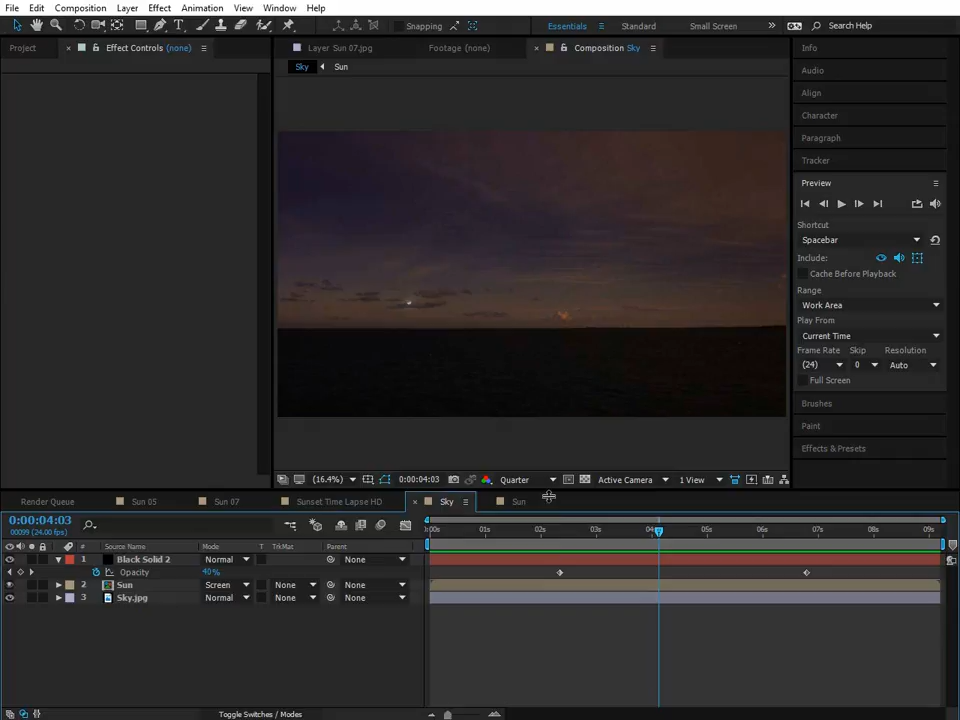 File Edit Composition Layer Effect Animation View Window Help
Snapping Essentials Standard Small Screen Search Help
Project Effect Controls (none) Layer Sun 07.jpg Footage (none) Composition Sky Info
Sky Sun
Audio
Align
Character
Paragraph
Tracker
Preview
Shortcut
Spacebar
Include:
Cache Before Playback
Range
Work Area
Play From
Current Time
Frame Rate Skip Resolution
(24) 0 Auto
Full Screen
Brushes
Paint
Effects & Presets
(16.4%) 0:00:04:03 Quarter Active Camera 1 View
Render Queue Sun 05 Sun 07 Sunset Time Lapse HD Sky Sun
0:00:04:03
00099 (24.00 fps)
:00s 01s 02s 03s 04s 05s 06s 07s 08s 09s
# Source Name Mode T TrkMat Parent
1 Black Solid 2 Normal None
Opacity 40%
2 Sun Screen None None
3 Sky.jpg Normal None None
Toggle Switches / Modes